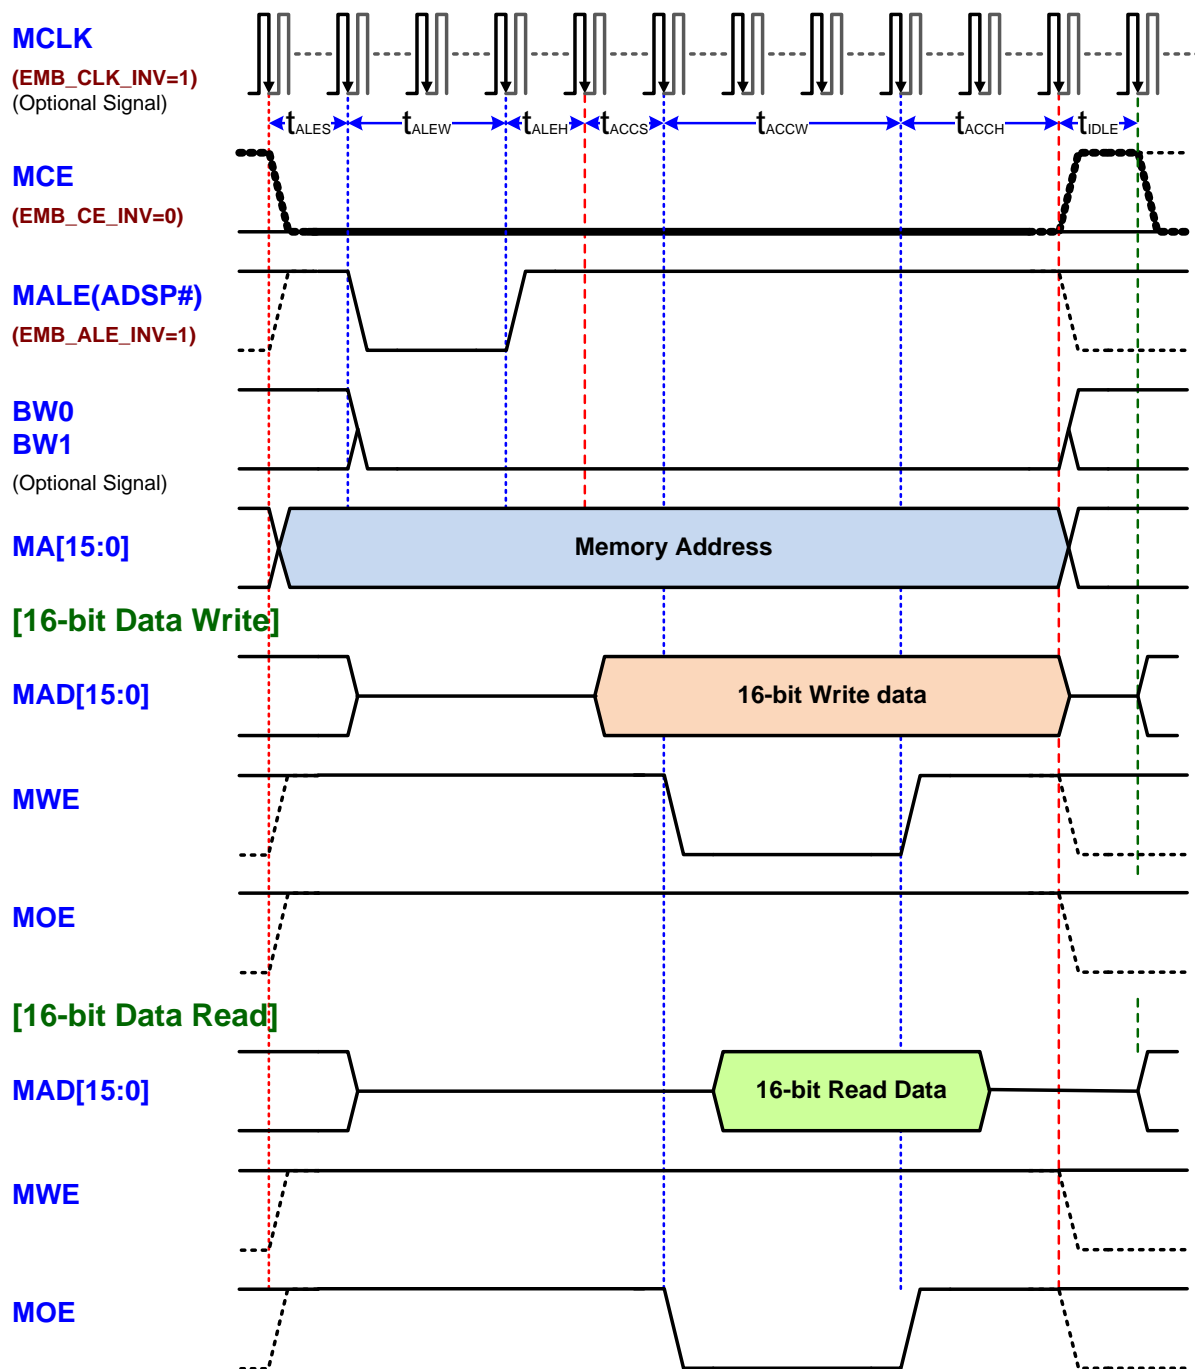 MCLK
(EMB_CLK_INV=1)
(Optional Signal)
tALES tALEW tALEH tACCS tACCW tACCH tIDLE
MCE
(EMB_CE_INV=0)
MALE(ADSP#)
(EMB_ALE_INV=1)
BW0
BW1
(Optional Signal)
MA[15:0] Memory Address
[16-bit Data Write]
MAD[15:0] 16-bit Write data
MWE
MOE
[16-bit Data Read]
MAD[15:0] 16-bit Read Data
MWE
MOE